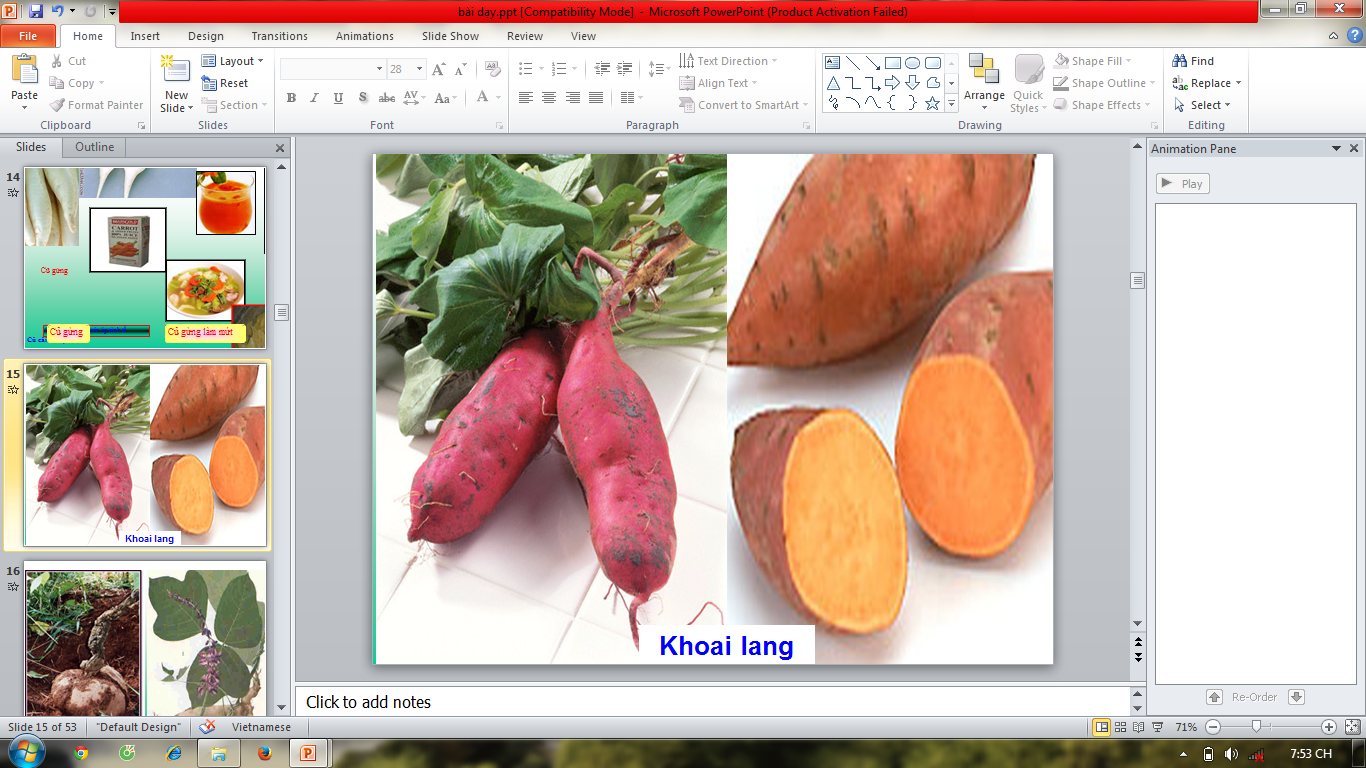 bài day.ppt [Compatibility Mode] - Microsoft PowerPoint (Product Activation Failed)
File Home Insert Design Transitions Animations Slide Show Review View
Paste
Cut
Copy
Format Painter
Clipboard
New Slide
Layout
Reset
Section
Slides
28
B I U S abc AV Aa A
Font
Text Direction
Align Text
Convert to SmartArt
Paragraph
Arrange
Quick Styles
Shape Fill
Shape Outline
Shape Effects
Drawing
Find
Replace
Select
Editing
Slides Outline
14
CARROT
Củ gừng
Củ gừng
Củ gừng làm mứt
15
Khoai lang
16
Khoai lang
Click to add notes
Animation Pane
Play
Re-Order
Slide 15 of 53 "Default Design" Vietnamese 71%
7:53 CH